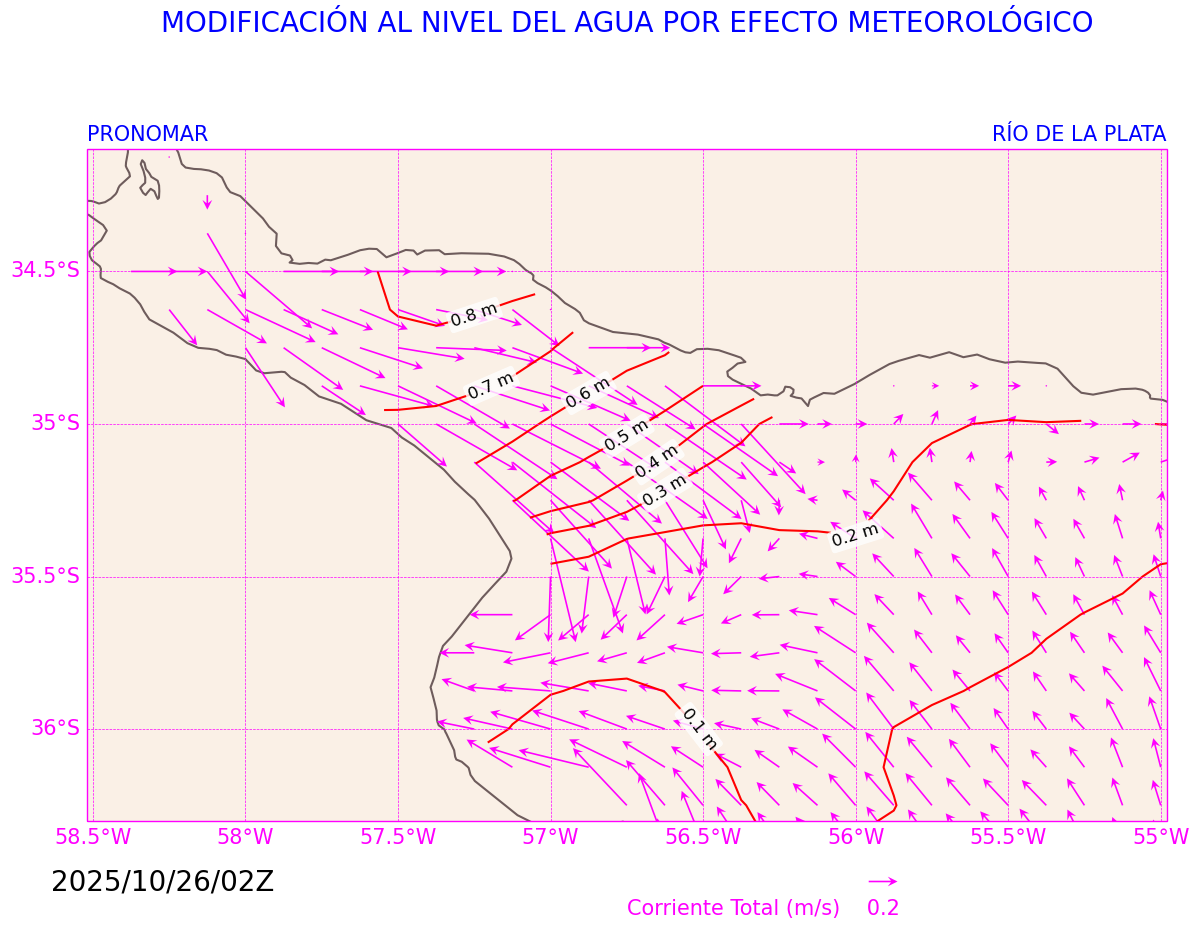 MODIFICACIÓN AL NIVEL DEL AGUA POR EFECTO METEOROLÓGICO
PRONOMAR
RÍO DE LA PLATA
34.5°S
35°S
35.5°S
36°S
0.8 m
0.7 m
0.6 m
0.5 m
0.4 m
0.3 m
0.2 m
0.1 m
58.5°W 58°W 57.5°W 57°W 56.5°W 56°W 55.5°W 55°W
2025/10/26/02Z
Corriente Total (m/s) 0.2